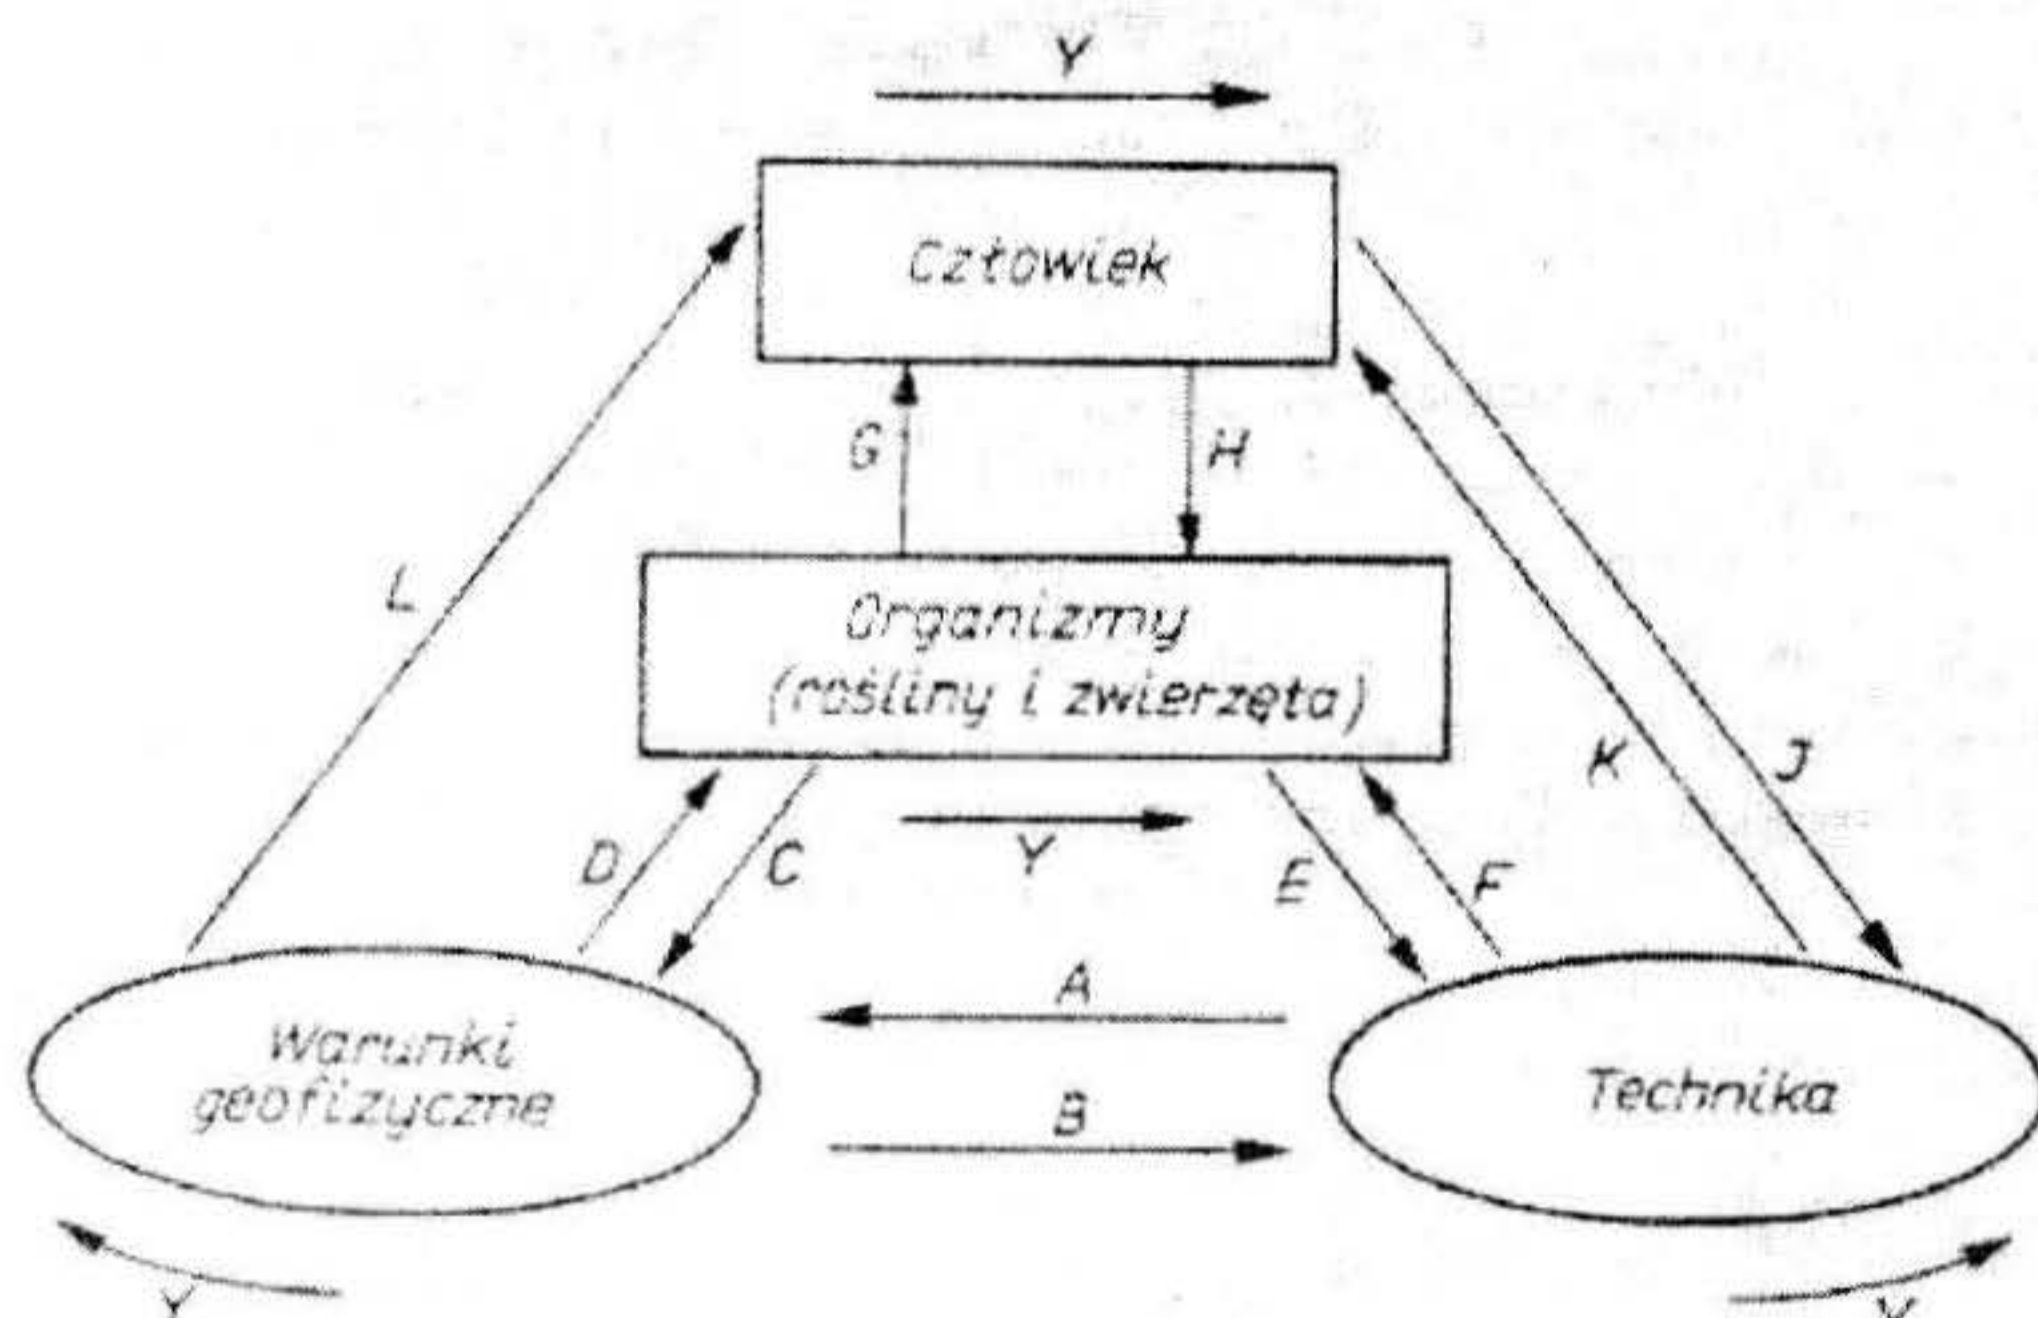 Y
Człowiek
G
H
L
Organizmy
(rośliny i zwierzęta)
K
J
D
C
Y
E
F
A
Warunki
geofizyczne
Technika
B
Y
Y